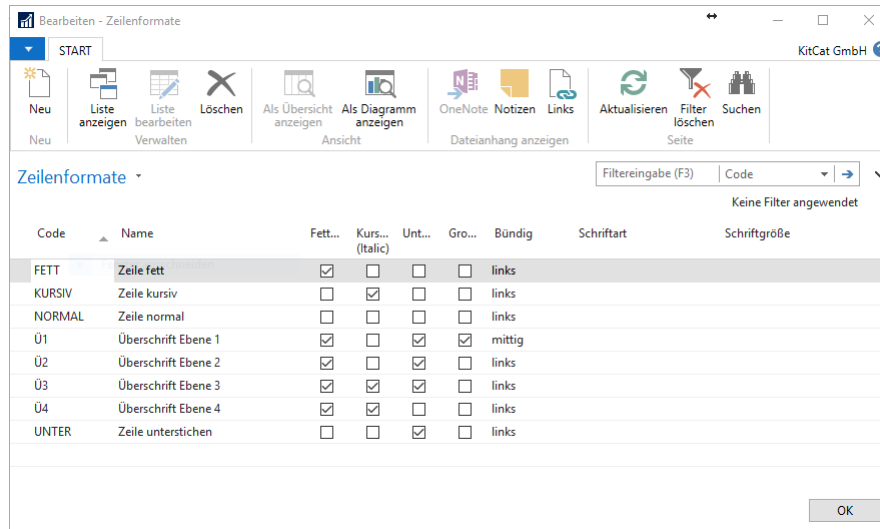 Bearbeiten - Zeilenformate
START
KitCat GmbH
Neu
Liste anzeigen
Liste bearbeiten
Löschen
Als Übersicht anzeigen
Als Diagramm anzeigen
OneNote
Notizen
Links
Aktualisieren
Filter löschen
Suchen
Neu
Verwalten
Ansicht
Dateianhang anzeigen
Seite
Zeilenformate
Filtereingabe (F3)
Code
Keine Filter angewendet
Code Name Fett... Kurs... (Italic) Unt... Gro... Bündig Schriftart Schriftgröße
FETT Zeile fett links
KURSIV Zeile kursiv links
NORMAL Zeile normal links
Ü1 Überschrift Ebene 1 mittig
Ü2 Überschrift Ebene 2 links
Ü3 Überschrift Ebene 3 links
Ü4 Überschrift Ebene 4 links
UNTER Zeile unterstichen links
OK